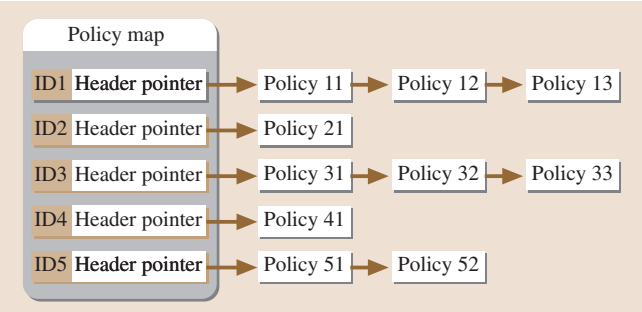 Policy map
ID1 Header pointer Policy 11 Policy 12 Policy 13
ID2 Header pointer Policy 21
ID3 Header pointer Policy 31 Policy 32 Policy 33
ID4 Header pointer Policy 41
ID5 Header pointer Policy 51 Policy 52